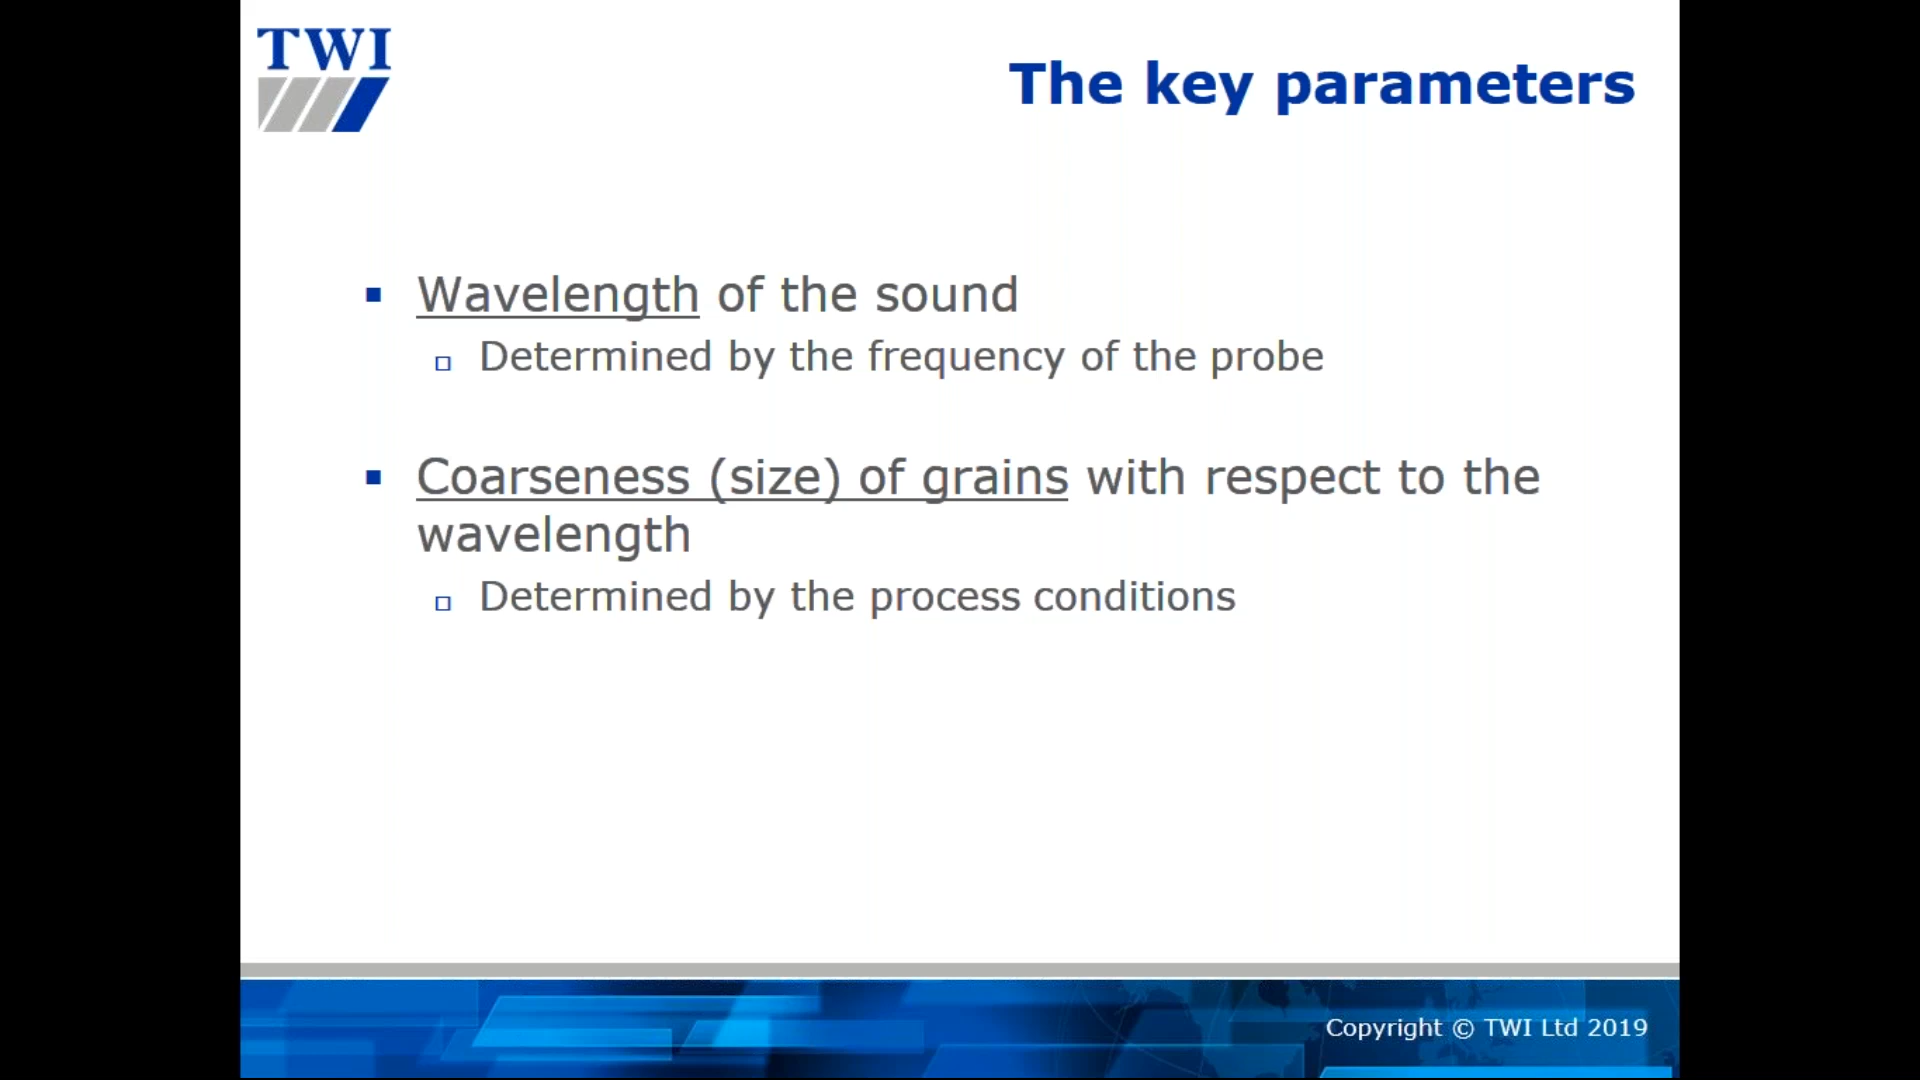 TWI
The key parameters
Wavelength of the sound
Determined by the frequency of the probe
Coarseness (size) of grains with respect to the
wavelength
Determined by the process conditions
Copyright © TWI Ltd 2019